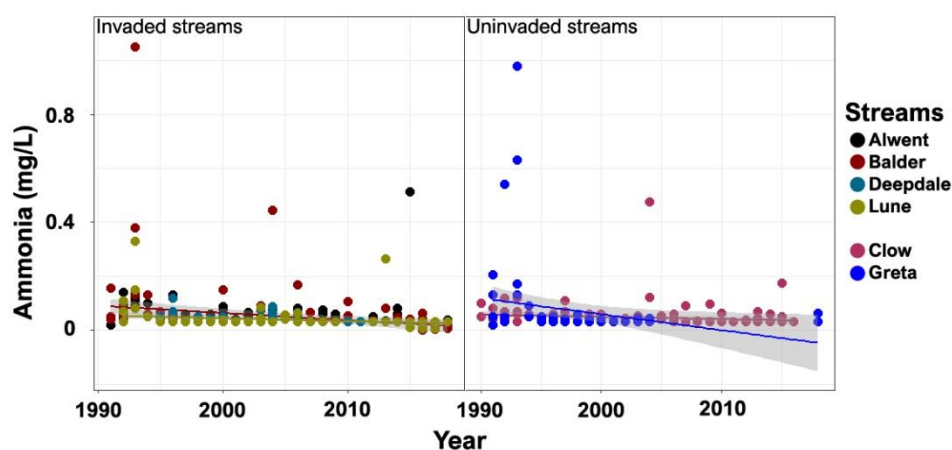 Invaded streams
Uninvaded streams
Ammonia (mg/L)
0.8
0.4
0
1990 2000 2010 1990 2000 2010
Year
Streams
Alwent
Balder
Deepdale
Lune
Clow
Greta